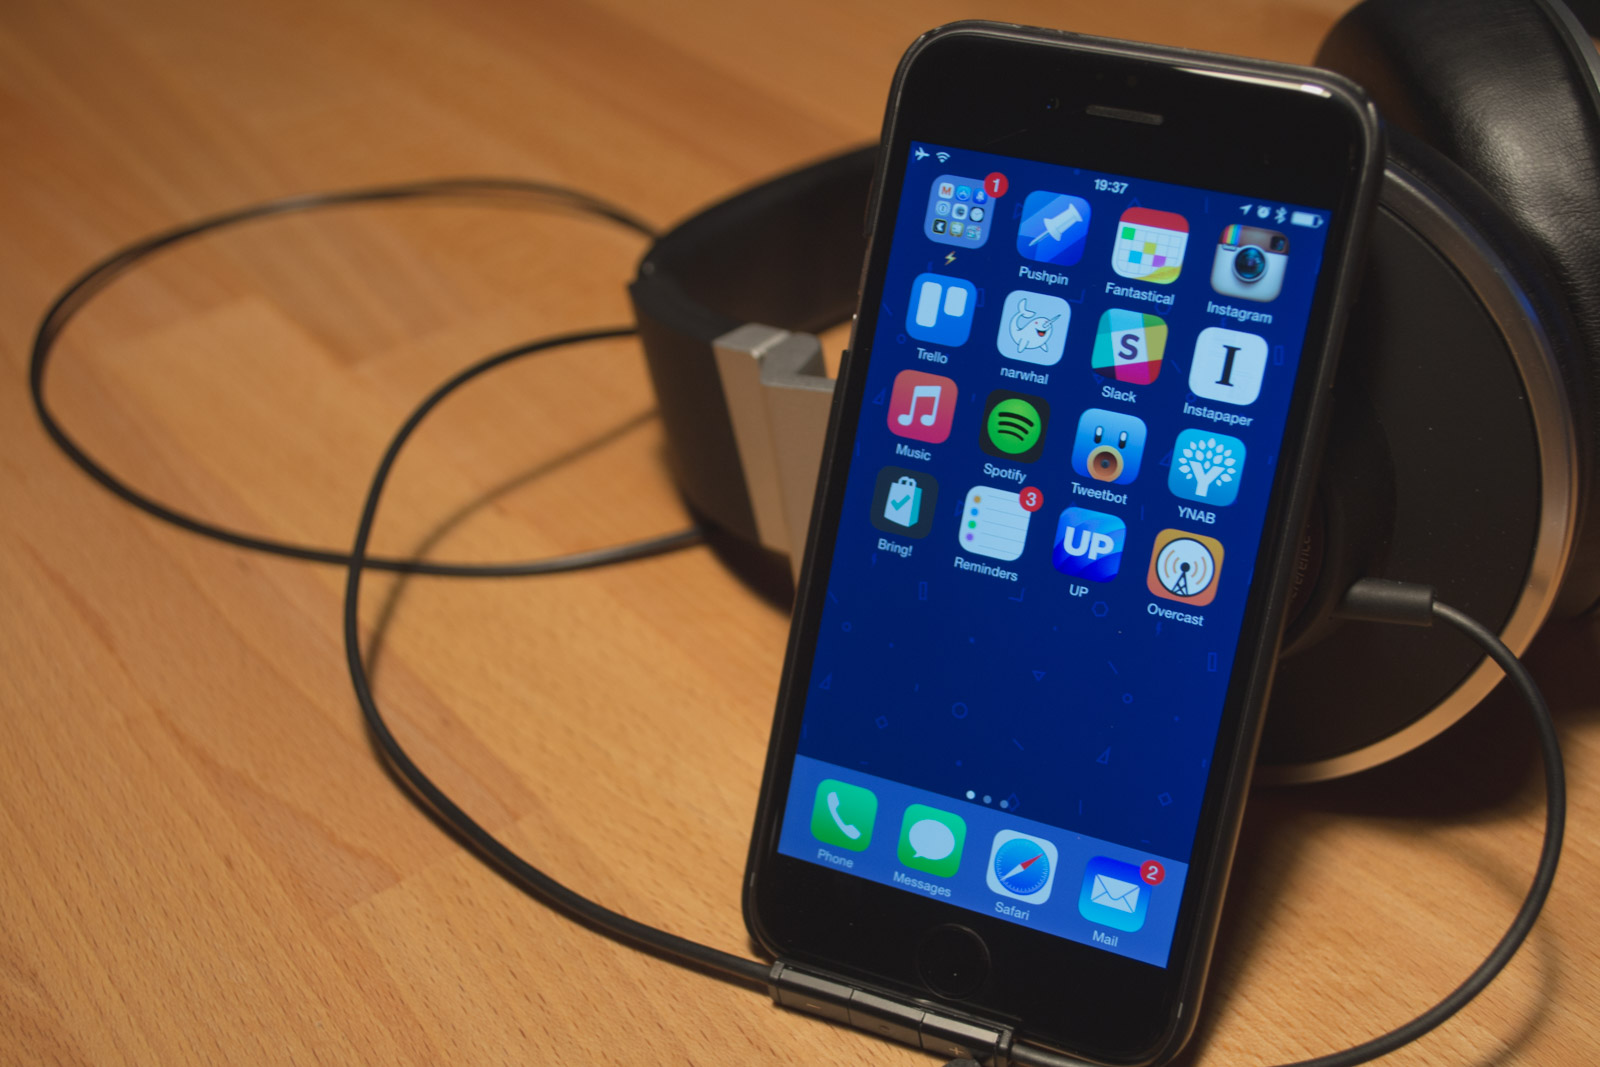 19:37
1
Pushpin
Fantastical
Instagram
Trello
narwhal
S
Slack
I
Instapaper
Music
Spotify
Tweetbot
YNAB
Bring!
3
Reminders
UP
UP
Overcast
Phone
Messages
Safari
2
Mail